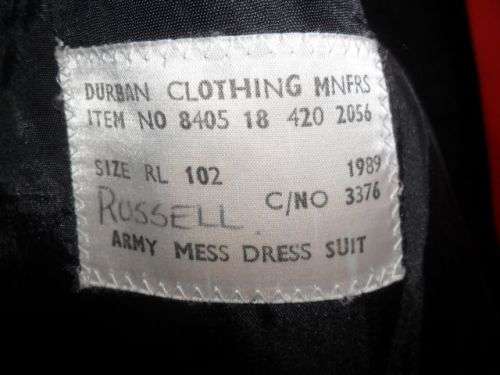 DURBAN CLOTHING MNFRS
ITEM NO 8405 18 420 2056
SIZE RL 102 1989
RUSSELL. C/NO 3376
ARMY MESS DRESS SUIT